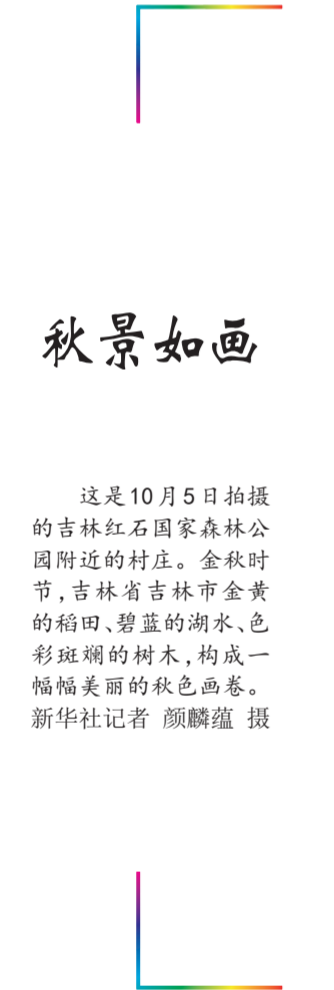 秋景如画
这是10月5日拍摄
的吉林红石国家森林公
园附近的村庄。金秋时
节，吉林省吉林市金黄
的稻田、碧蓝的湖水、色
彩斑斓的树木，构成一
幅幅美丽的秋色画卷。
新华社记者 颜麟蕴 摄